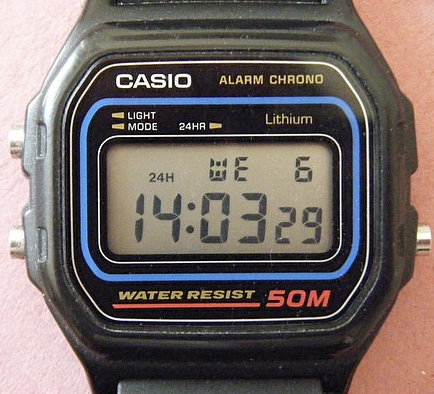 CASIO ALARM CHRONO
LIGHT
MODE 24HR Lithium
24H WE 6
14:03 29
WATER RESIST 50M